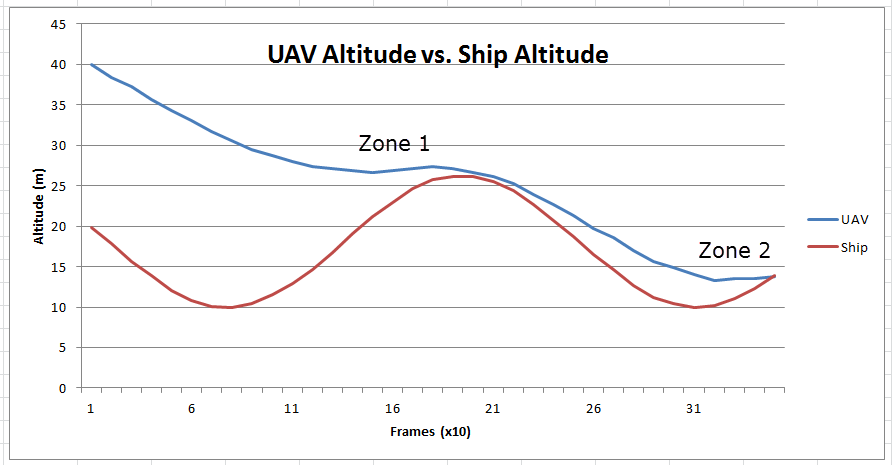 UAV Altitude vs. Ship Altitude
45
40
35
30
25
20
15
10
5
0
Altitude (m)
Zone 1
Zone 2
UAV
Ship
1 6 11 16 21 26 31
Frames (x10)